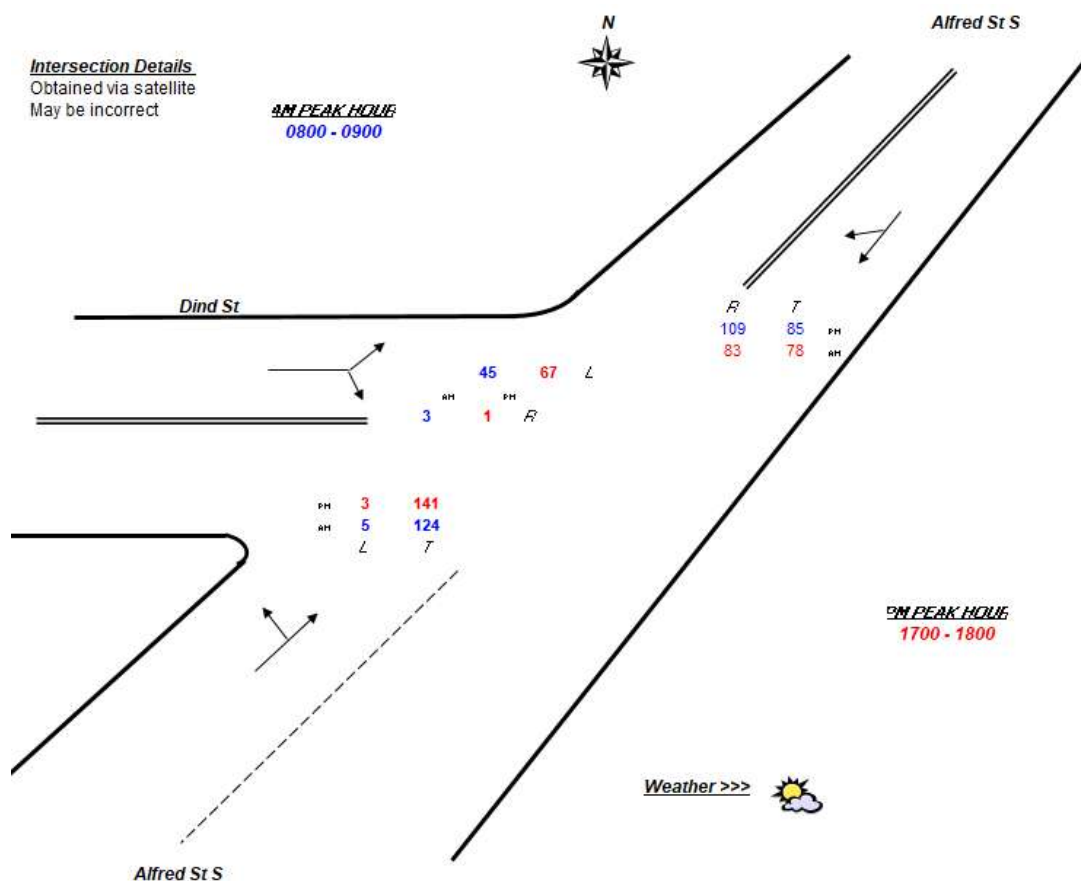 N
Alfred St S
Intersection Details
Obtained via satellite
May be incorrect
AM PEAK HOUR
0800 - 0900
Dind St
R T
109 85 PM
83 78 AM
45 67 L
AM PM
3 1 R
PM 3 141
AM 5 124
L T
PM PEAK HOUR
1700 - 1800
Weather >>>
Alfred St S